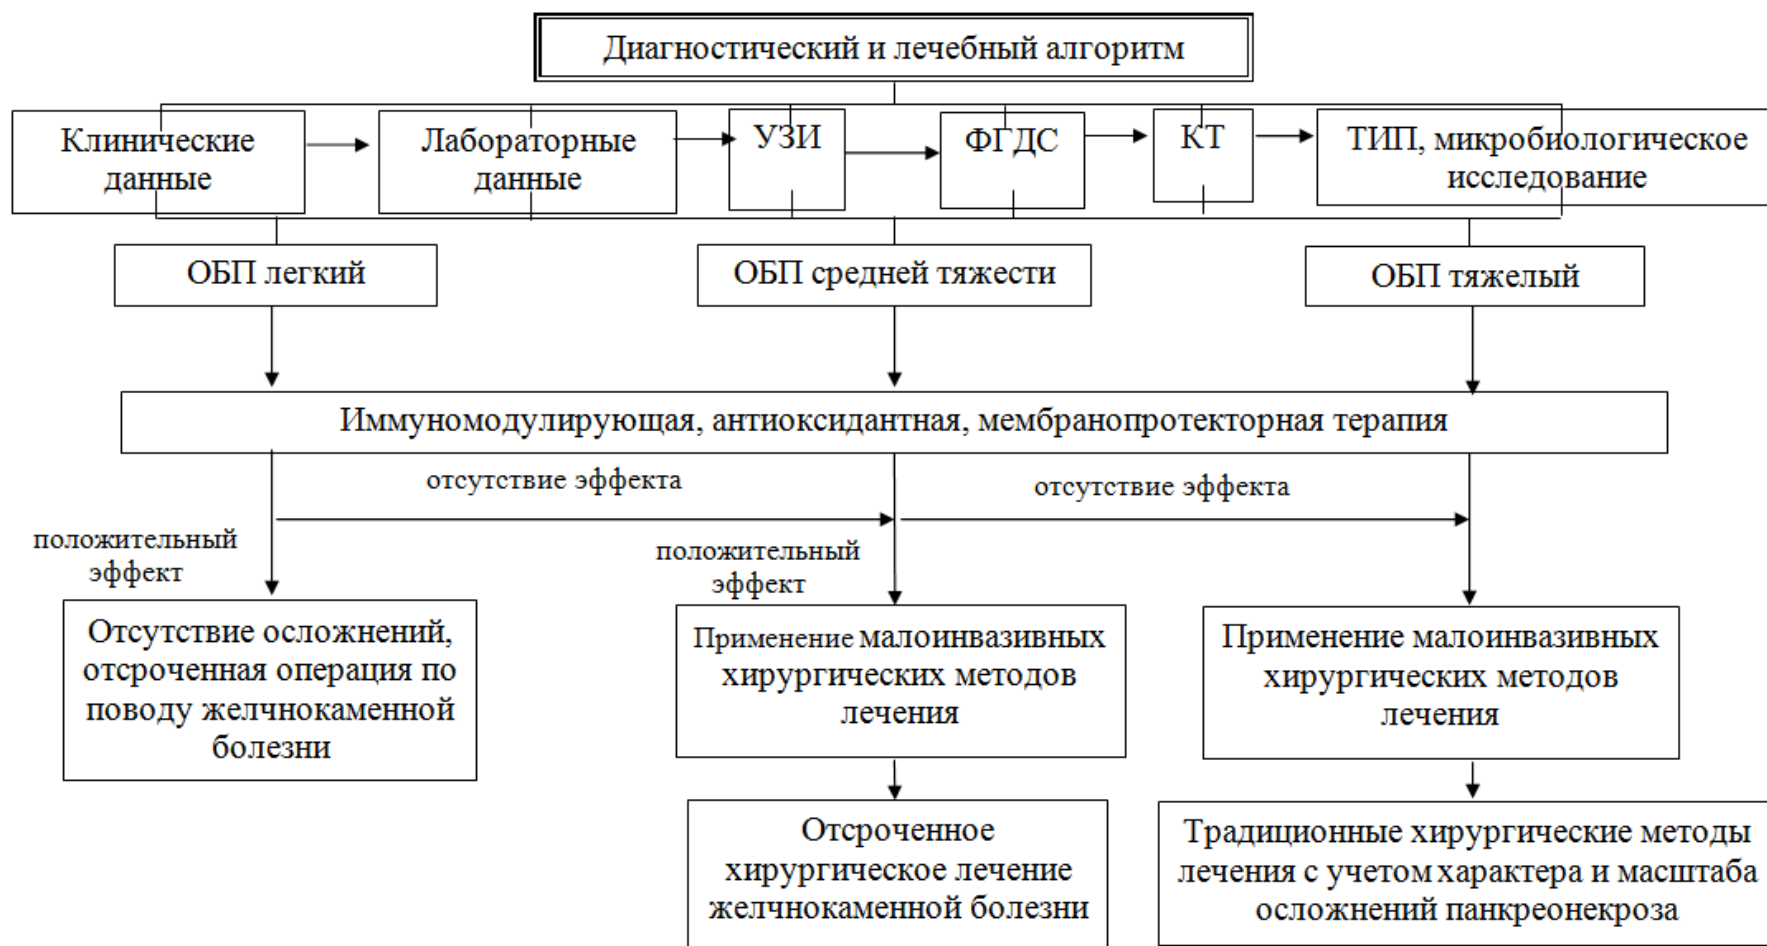 Диагностический и лечебный алгоритм
Клинические
данные
Лабораторные
данные
УЗИ
ФГДС
КТ
ТИП, микробиологическое
исследование
ОБП легкий
ОБП средней тяжести
ОБП тяжелый
Иммуномодулирующая, антиоксидантная, мембранопротекторная терапия
отсутствие эффекта
отсутствие эффекта
положительный
эффект
положительный
эффект
Отсутствие осложнений,
отсроченная операция по
поводу желчнокаменной
болезни
Применение малоинвазивных
хирургических методов
лечения
Применение малоинвазивных
хирургических методов
лечения
Отсроченное
хирургическое лечение
желчнокаменной болезни
Традиционные хирургические методы
лечения с учетом характера и масштаба
осложнений панкреонекроза